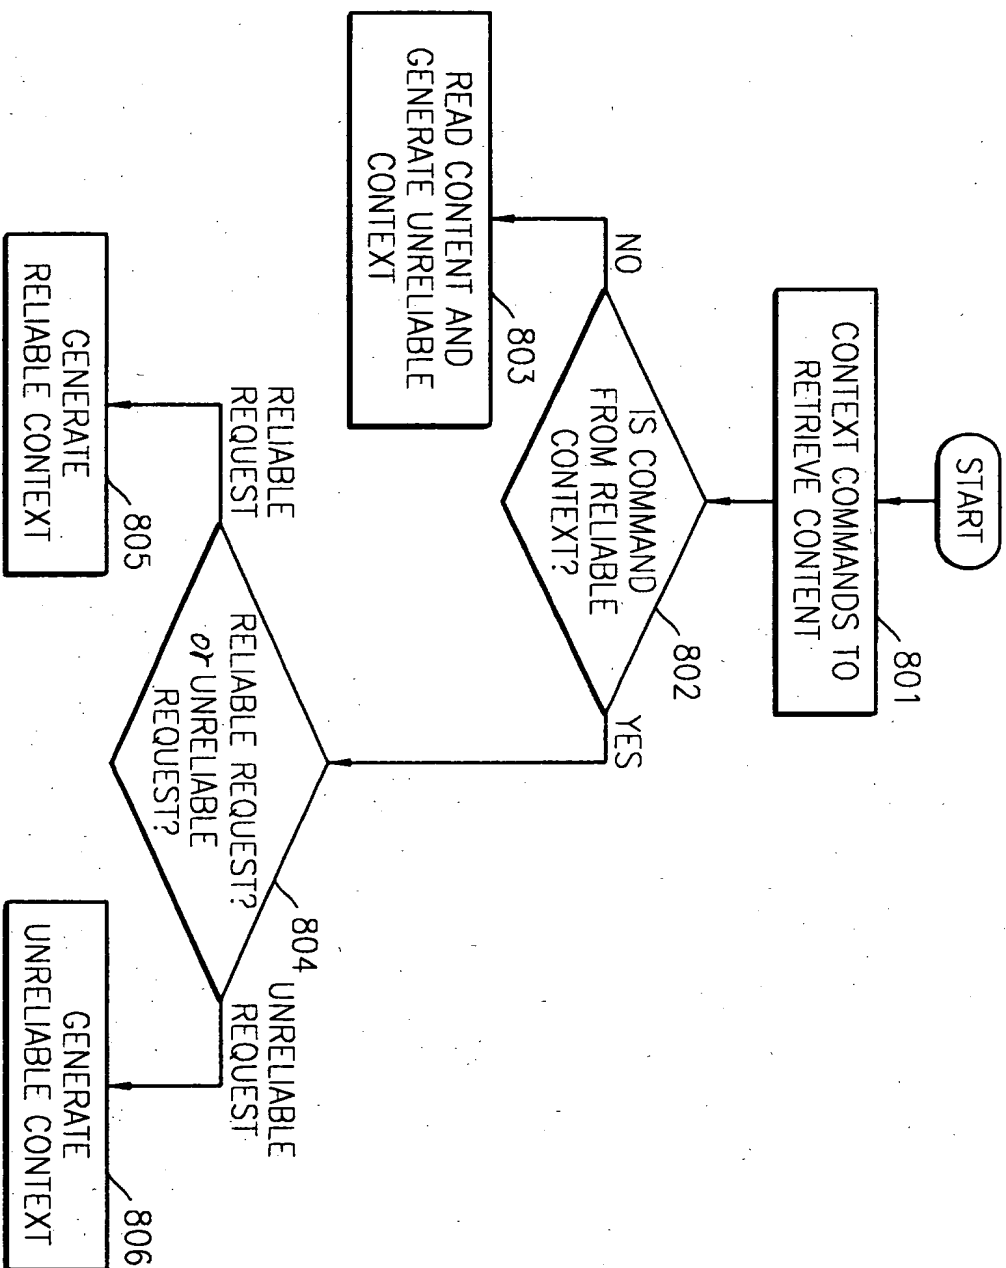 START
CONTEXT COMMANDS TO
RETRIEVE CONTENT
801
IS COMMAND
FROM RELIABLE
CONTEXT?
802
NO
YES
READ CONTENT AND
GENERATE UNRELIABLE
CONTEXT
803
RELIABLE REQUEST?
or UNRELIABLE
REQUEST?
804
RELIABLE
REQUEST
UNRELIABLE
REQUEST
GENERATE
RELIABLE CONTEXT
805
GENERATE
UNRELIABLE CONTEXT
806